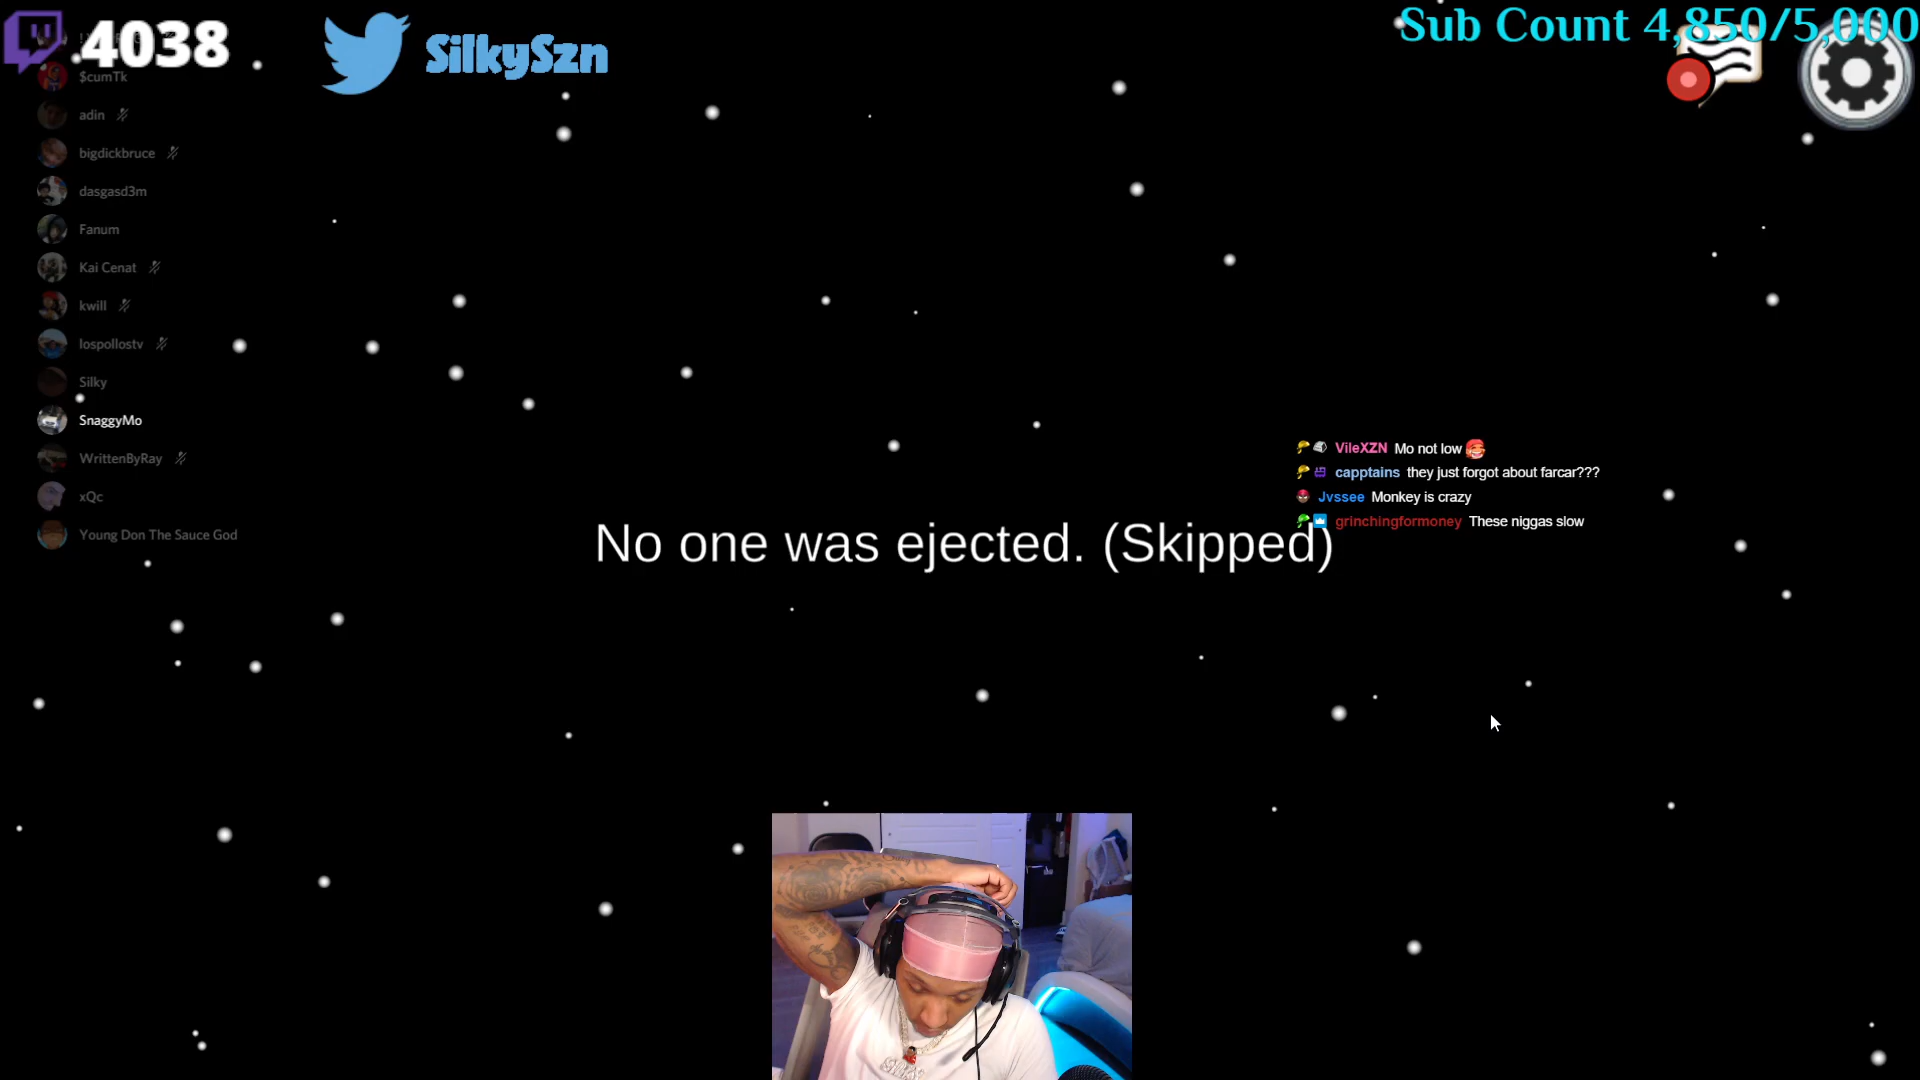 4038
SilkySzn
Sub Count 4,850/5,000
$cumTk
adin
bigdickbruce
dasgasd3m
Fanum
Kai Cenat
kwill
lospollostv
Silky
SnaggyMo
WrittenByRay
xQc
Young Don The Sauce God
VileXZN Mo not low
capptains they just forgot about farcar???
Jvssee Monkey is crazy
grinchingformoney These niggas slow
No one was ejected. (Skipped)